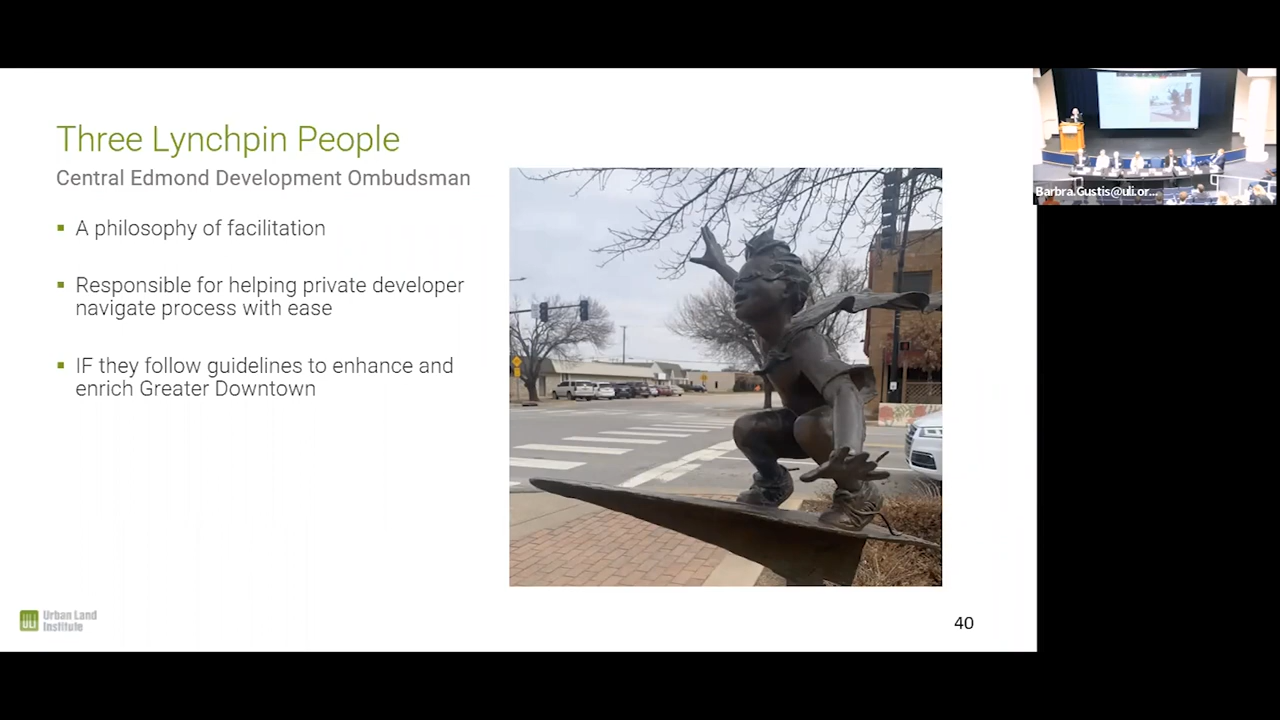 Three Lynchpin People
Central Edmond Development Ombudsman
▪ A philosophy of facilitation
▪ Responsible for helping private developer
navigate process with ease
▪ IF they follow guidelines to enhance and
enrich Greater Downtown
ULI Urban Land
Institute
40
Barbra.Gustis@uli.or...